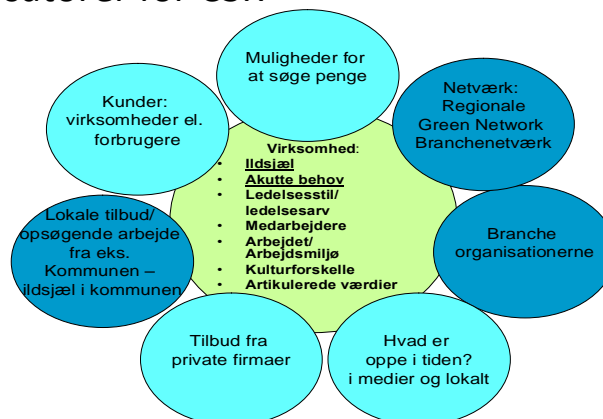 Muligheder for
at søge penge
Netværk:
Regionale
Green Network
Branchenetværk
Kunder:
virksomheder el.
forbrugere
Virksomhed:
• Ildsjæl
• Akutte behov
• Ledelsesstil/
ledelsesarv
• Medarbejdere
• Arbejdet/
Arbejdsmiljø
• Kulturforskelle
• Artikulerede værdier
Lokale tilbud/
opsøgende arbejde
fra eks.
Kommunen –
ildsjæl i kommunen
Branche
organisationerne
Tilbud fra
private firmaer
Hvad er
oppe i tiden?
i medier og lokalt